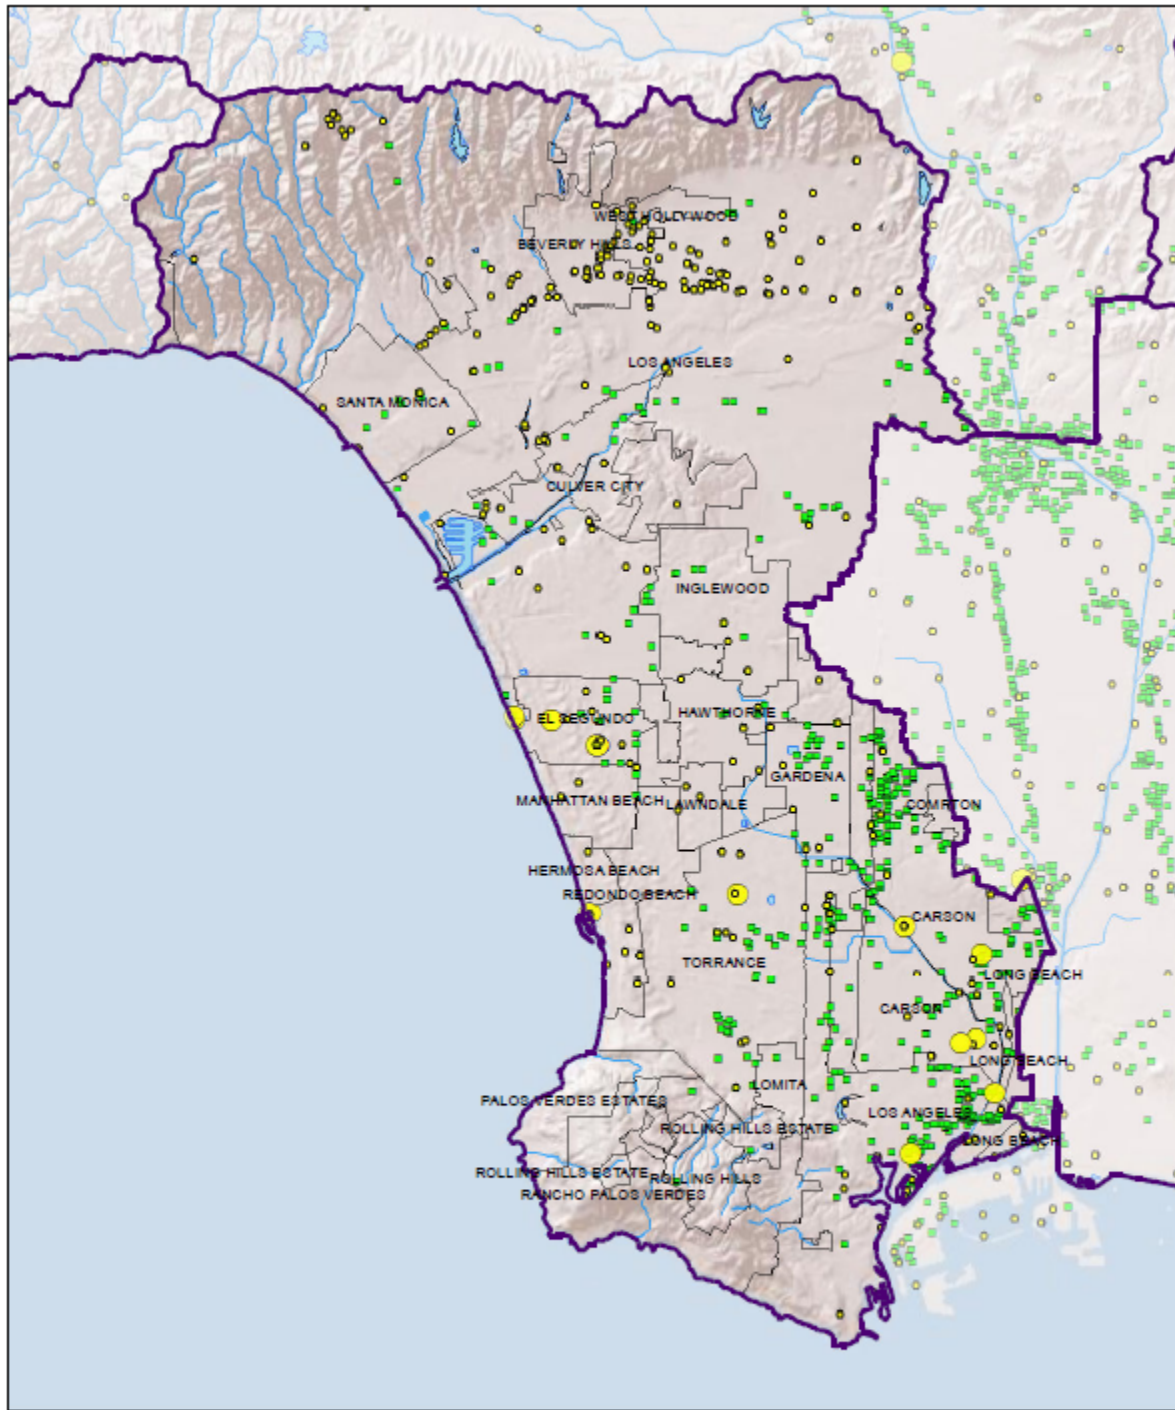 WEST HOLLYWOOD
BEVERLY HILLS
LOS ANGELES
SANTA MONICA
CULVER CITY
INGLEWOOD
EL SEGUNDO
HAWTHORNE
GARDENA
MANHATTAN BEACH
LAWNDALE
COMPTON
HERMOSA BEACH
REDONDO BEACH
CARSON
TORRANCE
LONG BEACH
CARSON
LONG BEACH
LOMITA
PALOS VERDES ESTATES
LOS ANGELES
ROLLING HILLS ESTATE
LONG BEACH
ROLLING HILLS ESTATE
ROLLING HILLS
RANCHO PALOS VERDES